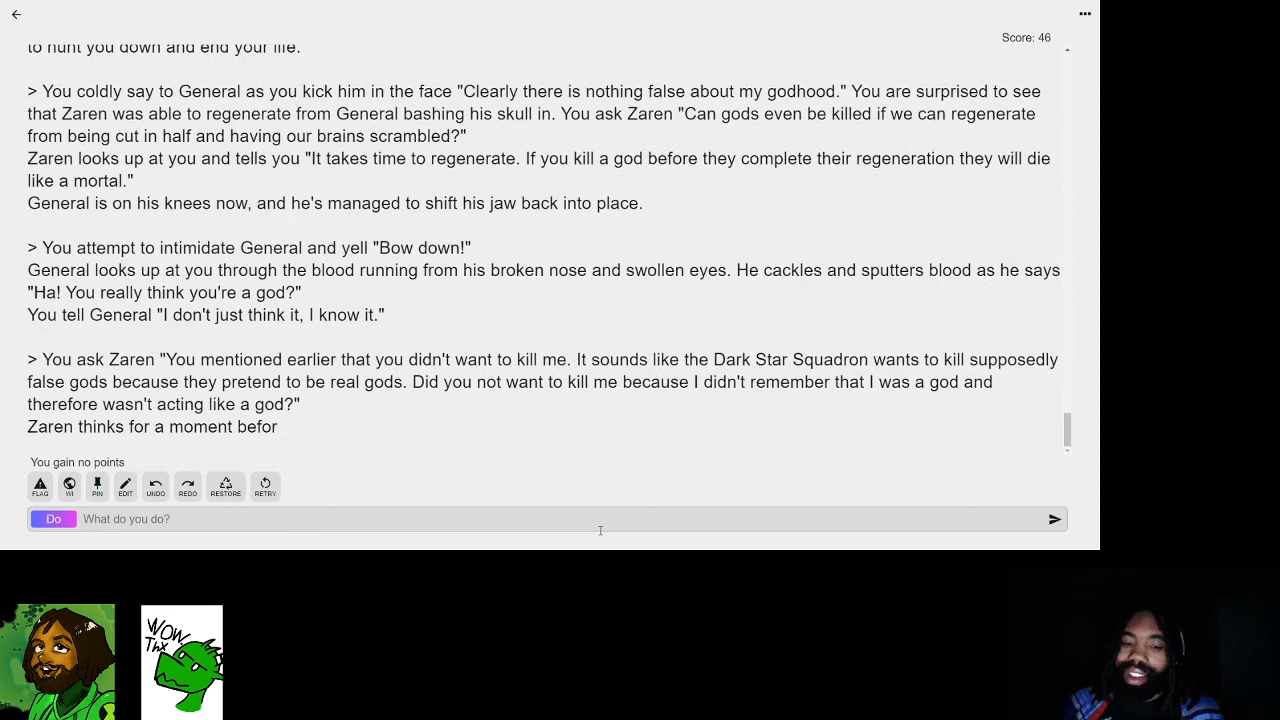 Score: 46
to hunt you down and end your life.
> You coldly say to General as you kick him in the face "Clearly there is nothing false about my godhood." You are surprised to see
that Zaren was able to regenerate from General bashing his skull in. You ask Zaren "Can gods even be killed if we can regenerate
from being cut in half and having our brains scrambled?"
Zaren looks up at you and tells you "It takes time to regenerate. If you kill a god before they complete their regeneration they will die
like a mortal."
General is on his knees now, and he's managed to shift his jaw back into place.
> You attempt to intimidate General and yell "Bow down!"
General looks up at you through the blood running from his broken nose and swollen eyes. He cackles and sputters blood as he says
"Ha! You really think you're a god?"
You tell General "I don't just think it, I know it."
> You ask Zaren "You mentioned earlier that you didn't want to kill me. It sounds like the Dark Star Squadron wants to kill supposedly
false gods because they pretend to be real gods. Did you not want to kill me because I didn't remember that I was a god and
therefore wasn't acting like a god?"
Zaren thinks for a moment befor
You gain no points
FLAG WI PIN EDIT UNDO REDO RESTORE RETRY
Do What do you do?
WOW
Thx